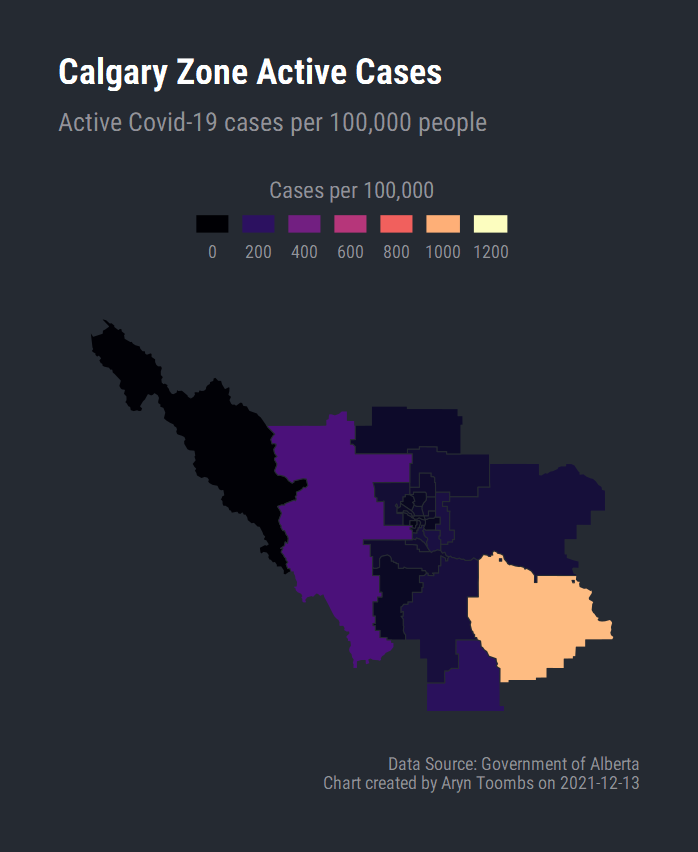 Calgary Zone Active Cases
Active Covid-19 cases per 100,000 people
Cases per 100,000
0 200 400 600 800 1000 1200
Data Source: Government of Alberta
Chart created by Aryn Toombs on 2021-12-13